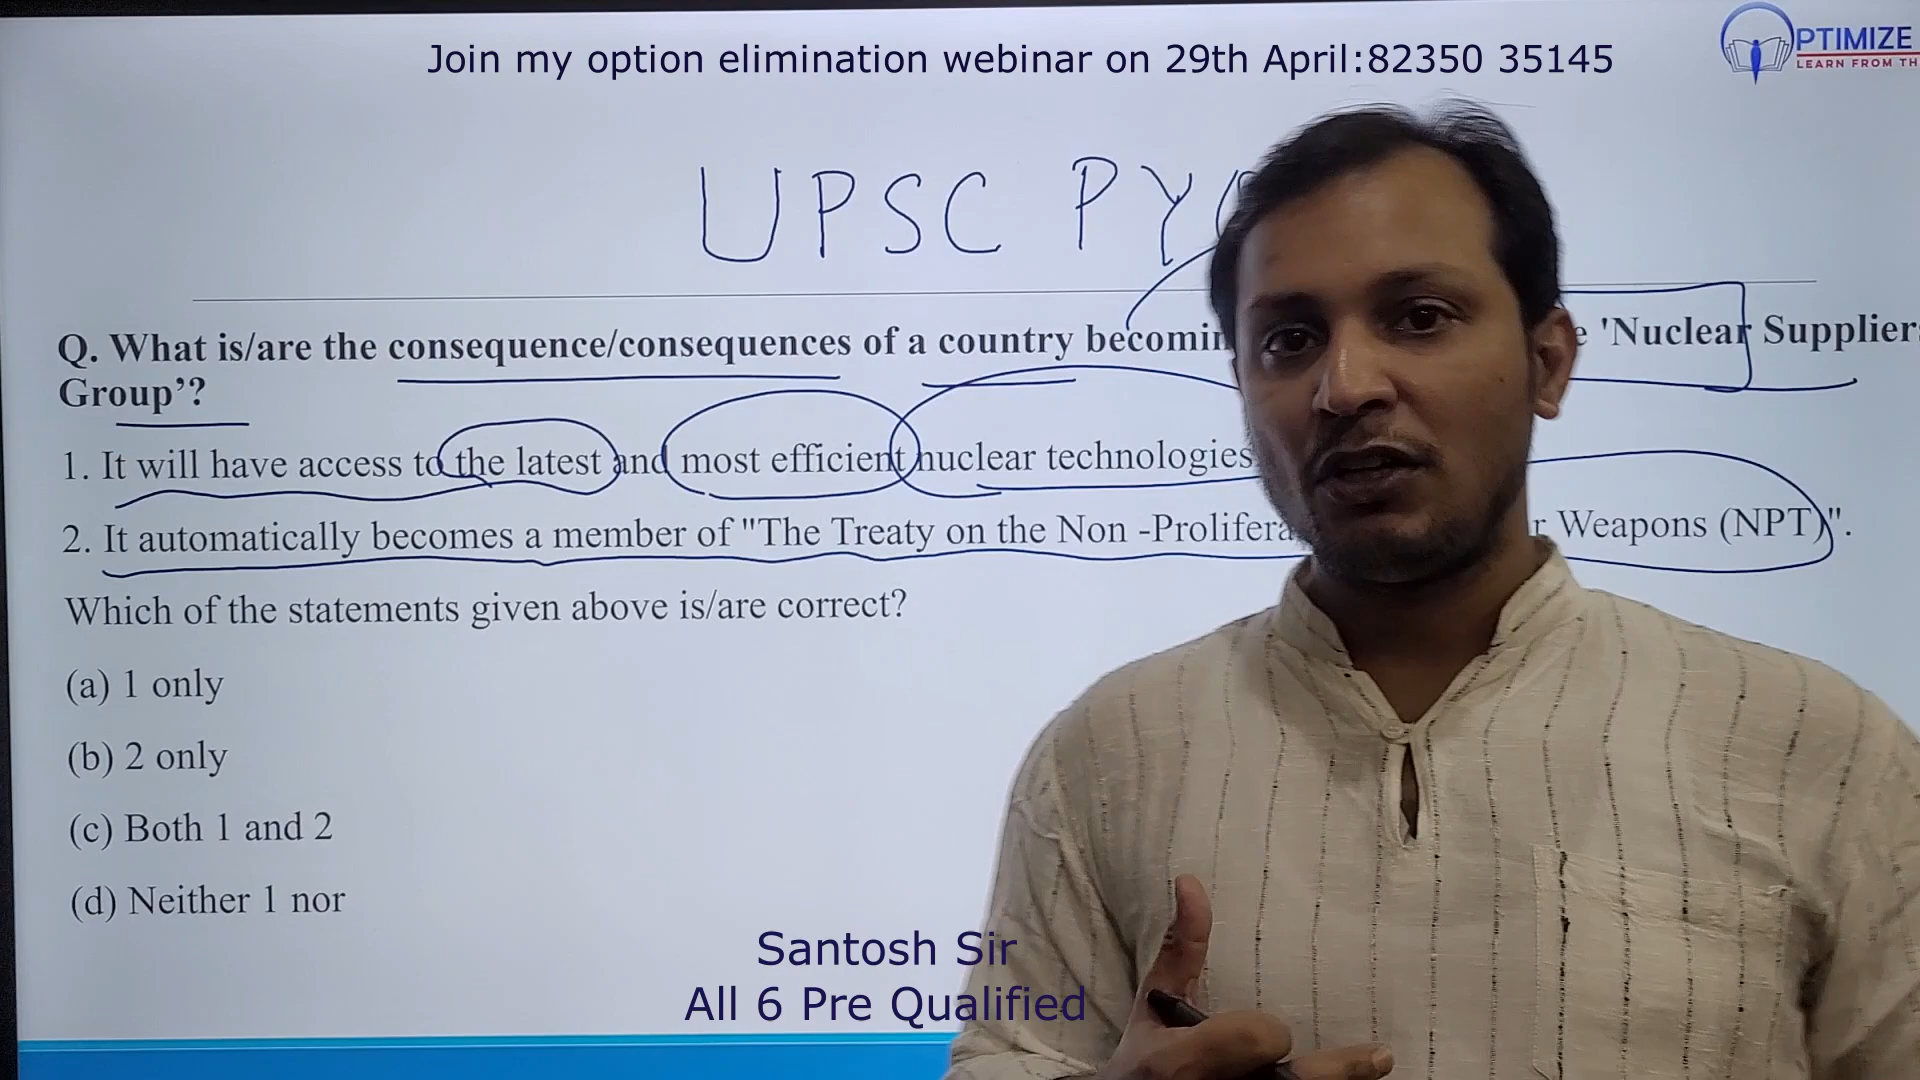 Join my option elimination webinar on 29th April:82350 35145
PTIMIZE
LEARN FROM TH
UPSC PY
Q. What is/are the consequence/consequences of a country becomin 'Nuclear Supplier
Group’?
1. It will have access to the latest and most efficient nuclear technologies
2. It automatically becomes a member of "The Treaty on the Non -Prolifera r Weapons (NPT)".
Which of the statements given above is/are correct?
(a) 1 only
(b) 2 only
(c) Both 1 and 2
(d) Neither 1 nor
Santosh Sir
All 6 Pre Qualified